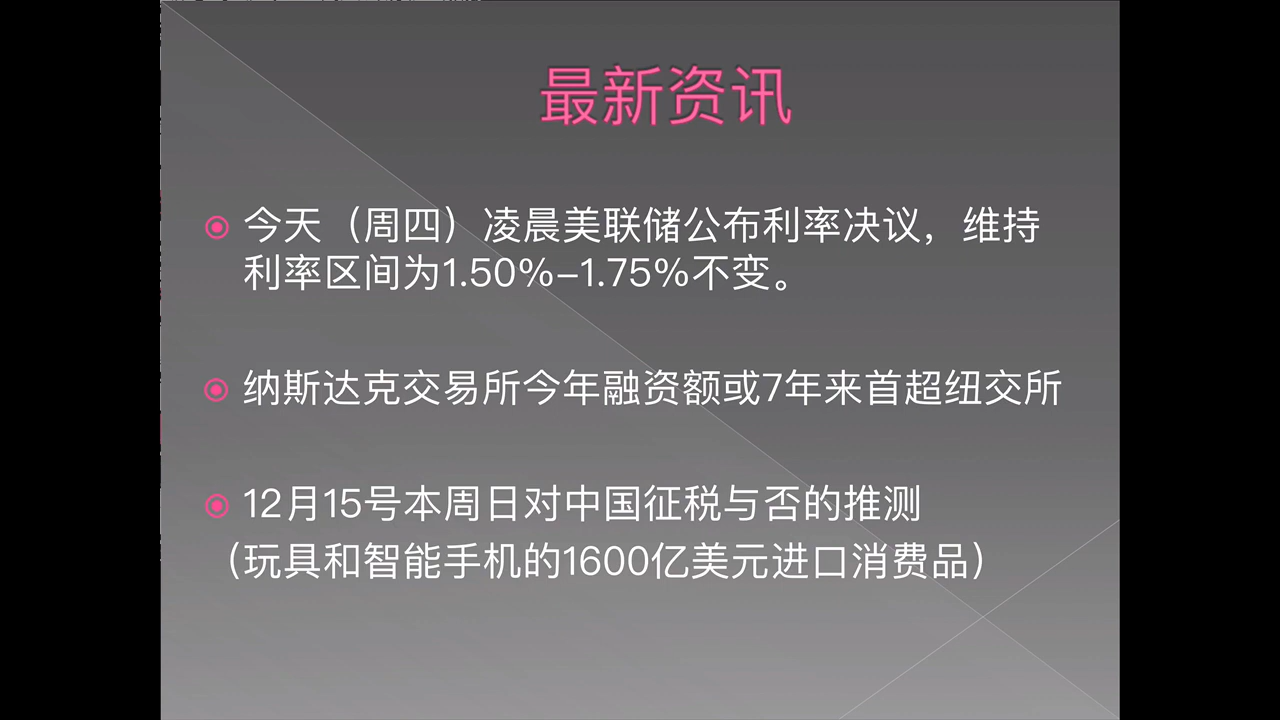 最新资讯
今天（周四）凌晨美联储公布利率决议，维持
利率区间为1.50%–1.75%不变。
纳斯达克交易所今年融资额或7年来首超纽交所
12月15号本周日对中国征税与否的推测
（玩具和智能手机的1600亿美元进口消费品）